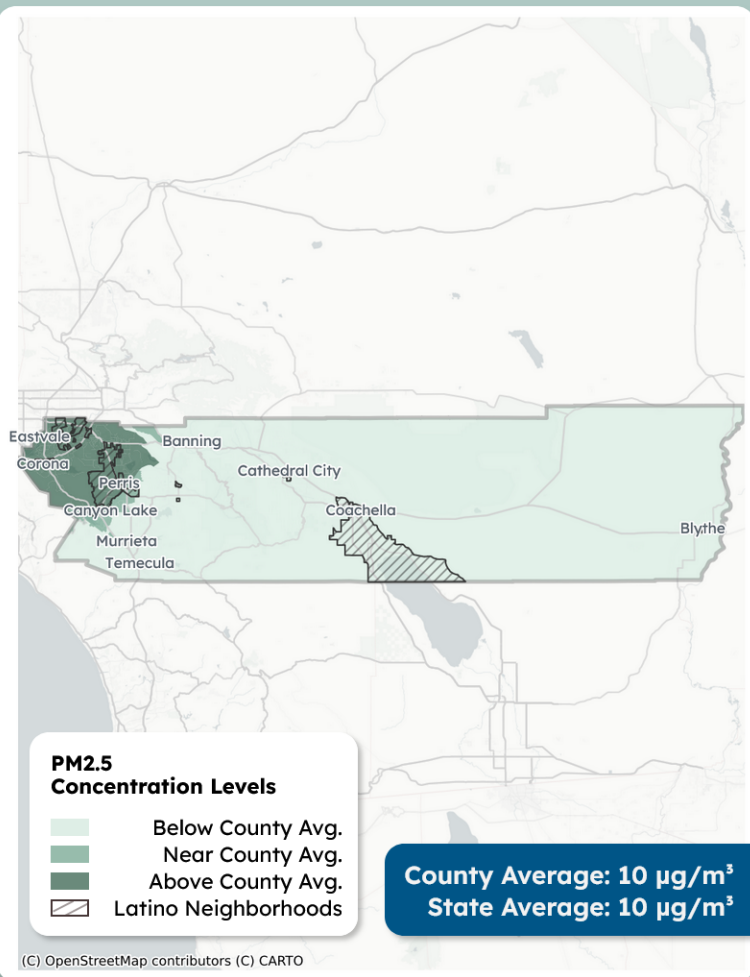 Eastvale
Banning
Corona
Cathedral City
Perris
Canyon Lake
Coachella
Blythe
Murrieta
Temecula
PM2.5
Concentration Levels
Below County Avg.
Near County Avg.
Above County Avg.
Latino Neighborhoods
County Average: 10 µg/m³
State Average: 10 µg/m³
(C) OpenStreetMap contributors (C) CARTO